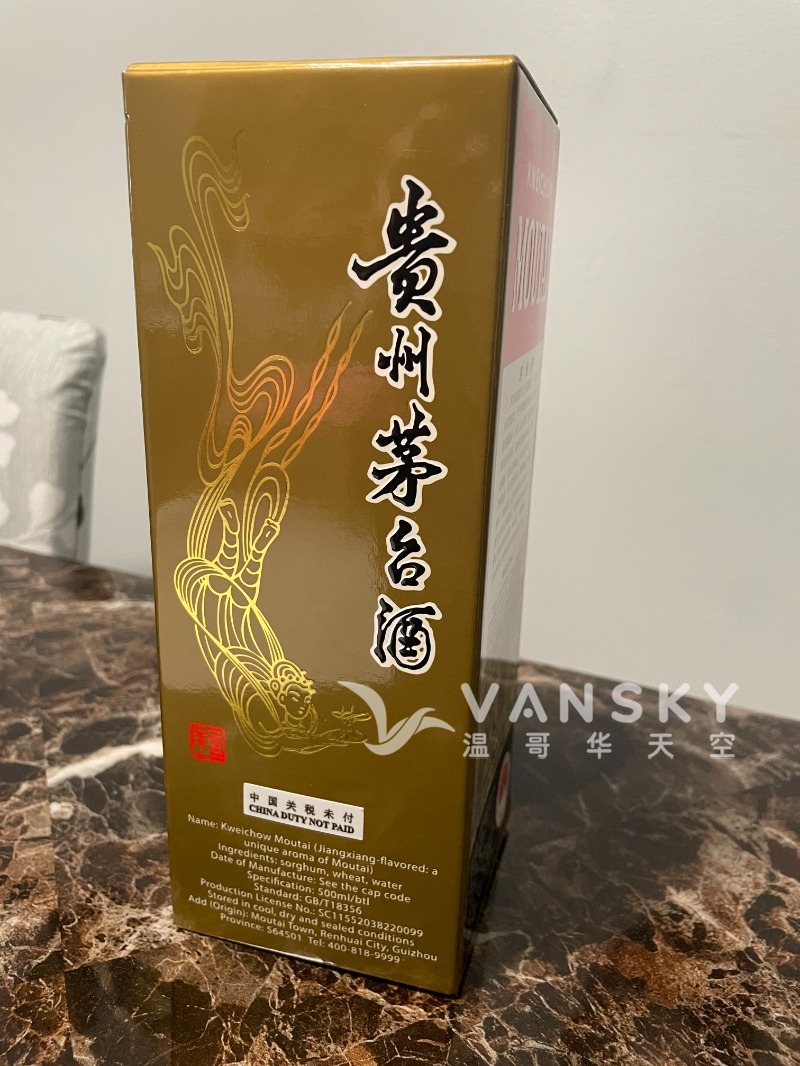 貴州茅台酒
KWEICHOW
MOUTAI
VANSKY
温哥华天空
中国关税未付
CHINA DUTY NOT PAID
Name: Kweichow Moutai (Jiangxiang-flavored: a
unique aroma of Moutai)
Ingredients: sorghum, wheat, water
Date of Manufacture: See the cap code
Specification: 500ml/btl
Standard: GB/T18356
Production License No.: SC11552038220099
Stored in cool, dry and sealed conditions
Add (Origin): Moutai Town, Renhuai City, Guizhou
Province: 564501 Tel: 400-818-9999